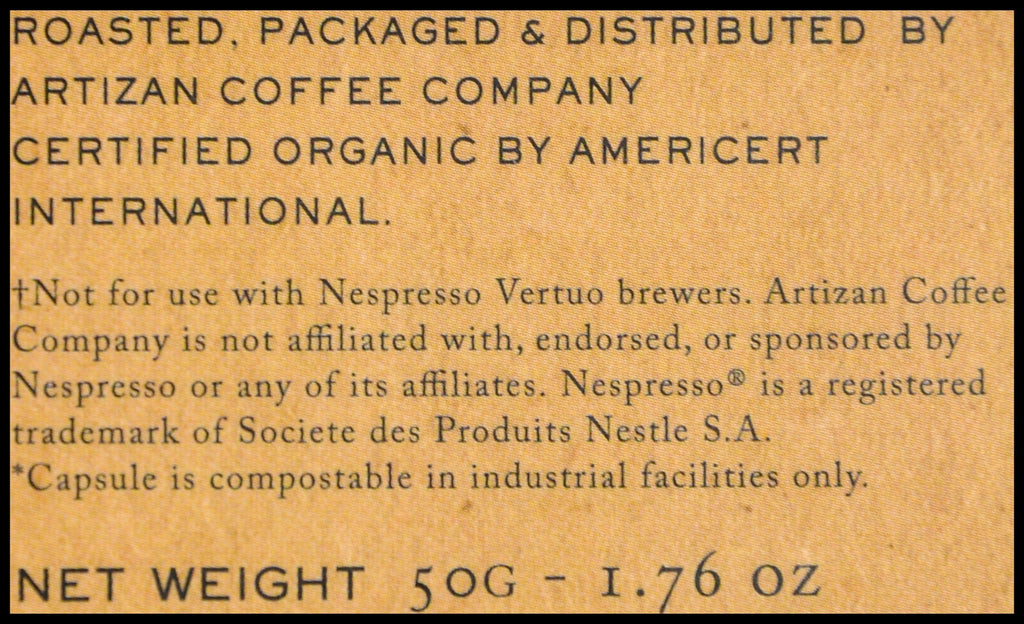 ROASTED, PACKAGED & DISTRIBUTED BY
ARTIZAN COFFEE COMPANY
CERTIFIED ORGANIC BY AMERICERT
INTERNATIONAL.
†Not for use with Nespresso Vertuo brewers. Artizan Coffee
Company is not affiliated with, endorsed, or sponsored by
Nespresso or any of its affiliates. Nespresso® is a registered
trademark of Societe des Produits Nestle S.A.
*Capsule is compostable in industrial facilities only.
NET WEIGHT 50G - 1.76 OZ